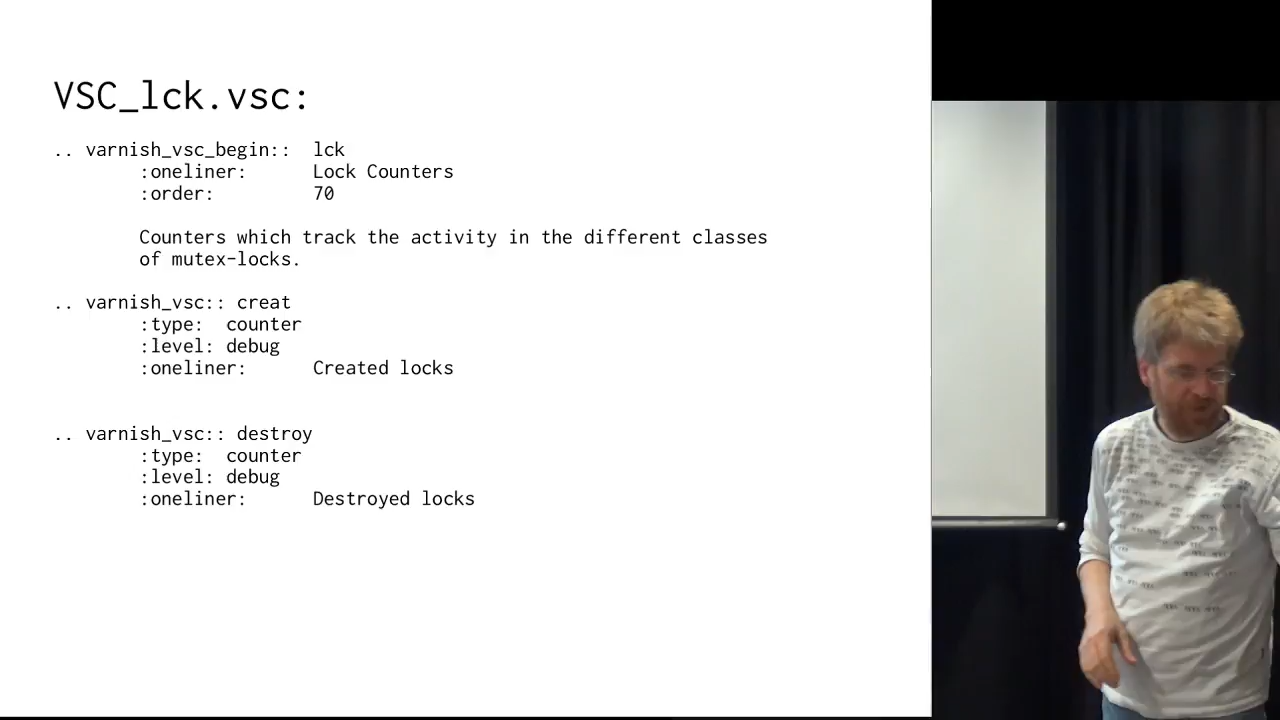 VSC_lck.vsc:
.. varnish_vsc_begin::  lck
        :oneliner:      Lock Counters
        :order:         70
        Counters which track the activity in the different classes
        of mutex-locks.
.. varnish_vsc:: creat
        :type:  counter
        :level: debug
        :oneliner:      Created locks
.. varnish_vsc:: destroy
        :type:  counter
        :level: debug
        :oneliner:      Destroyed locks